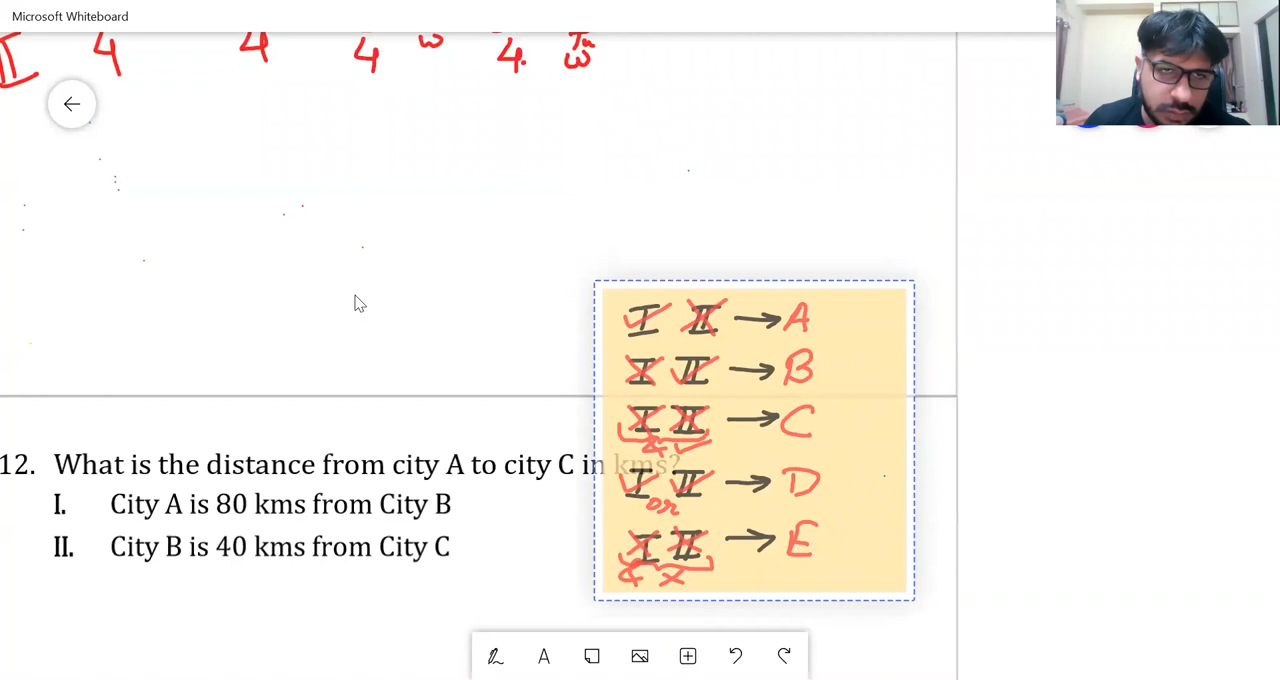 Microsoft Whiteboard
4 4 4 ω 4.
ω
I II → A
I II → B
I II → C
&
12. What is the distance from city A to city C in kms?
I II → D
or
I. City A is 80 kms from City B
II. City B is 40 kms from City C
I II → E
& x
A